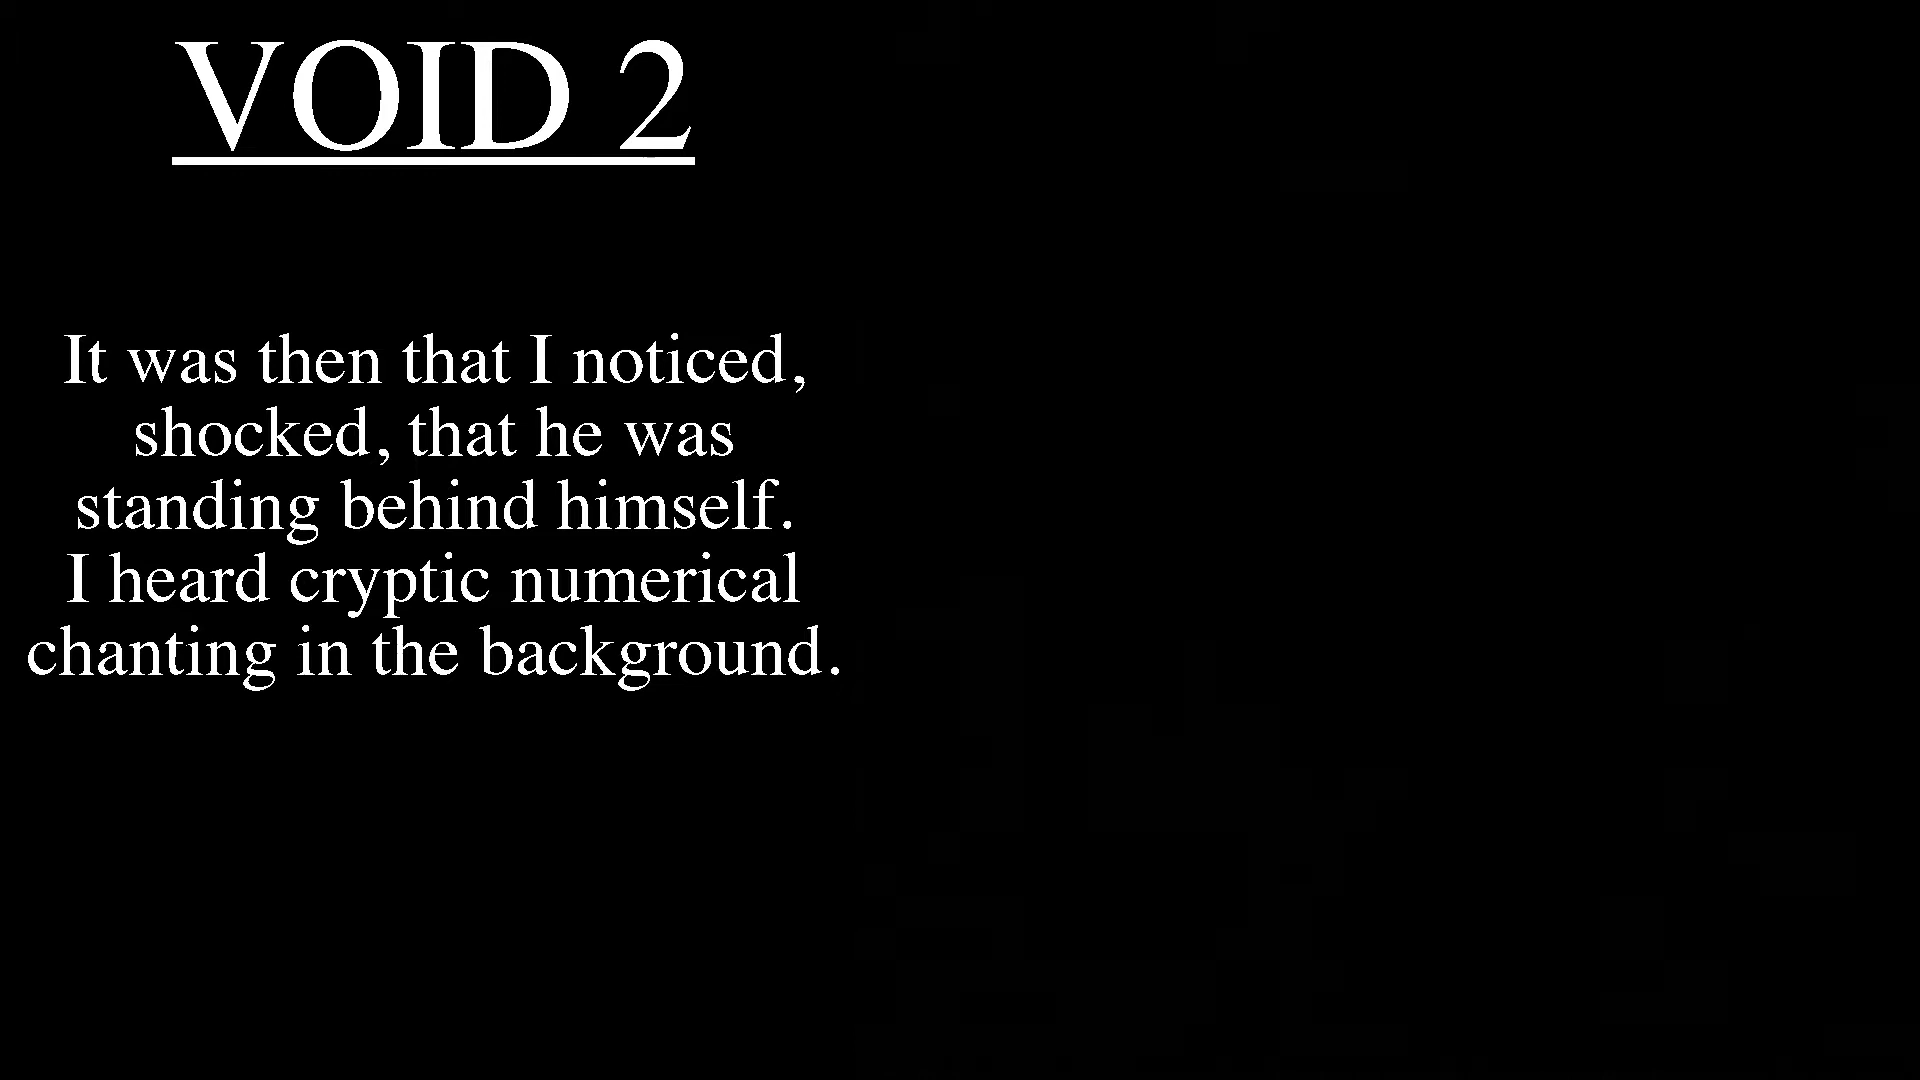 VOID 2
It was then that I noticed,
shocked, that he was
standing behind himself.
I heard cryptic numerical
chanting in the background.